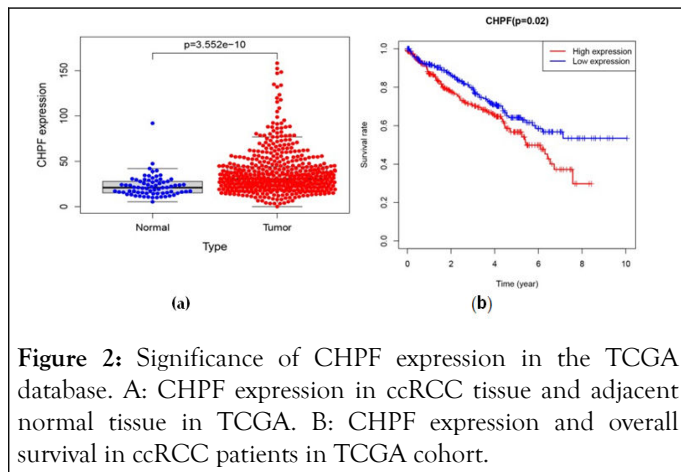 CHPF(p=0.02)
p=3.552e−10
CHPF expression
150
100
50
0
Normal
Tumor
Type
(a)
High expression
Low expression
Survival rate
1.0
0.8
0.6
0.4
0.2
0.0
0
2
4
6
8
10
Time (year)
(b)
Figure 2: Significance of CHPF expression in the TCGA
database. A: CHPF expression in ccRCC tissue and adjacent
normal tissue in TCGA. B: CHPF expression and overall
survival in ccRCC patients in TCGA cohort.